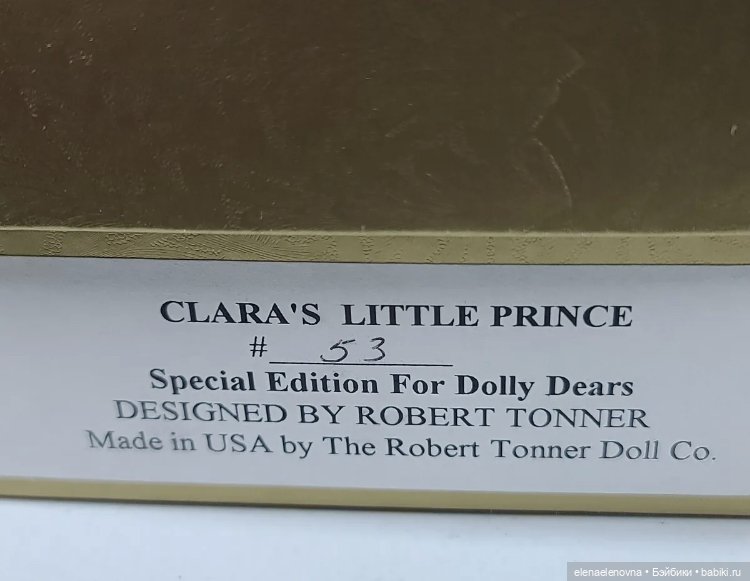 CLARA'S LITTLE PRINCE
# 53
Special Edition For Dolly Dears
DESIGNED BY ROBERT TONNER
Made in USA by The Robert Tonner Doll Co.
elenaelenovna • Бэйбики • babiki.ru